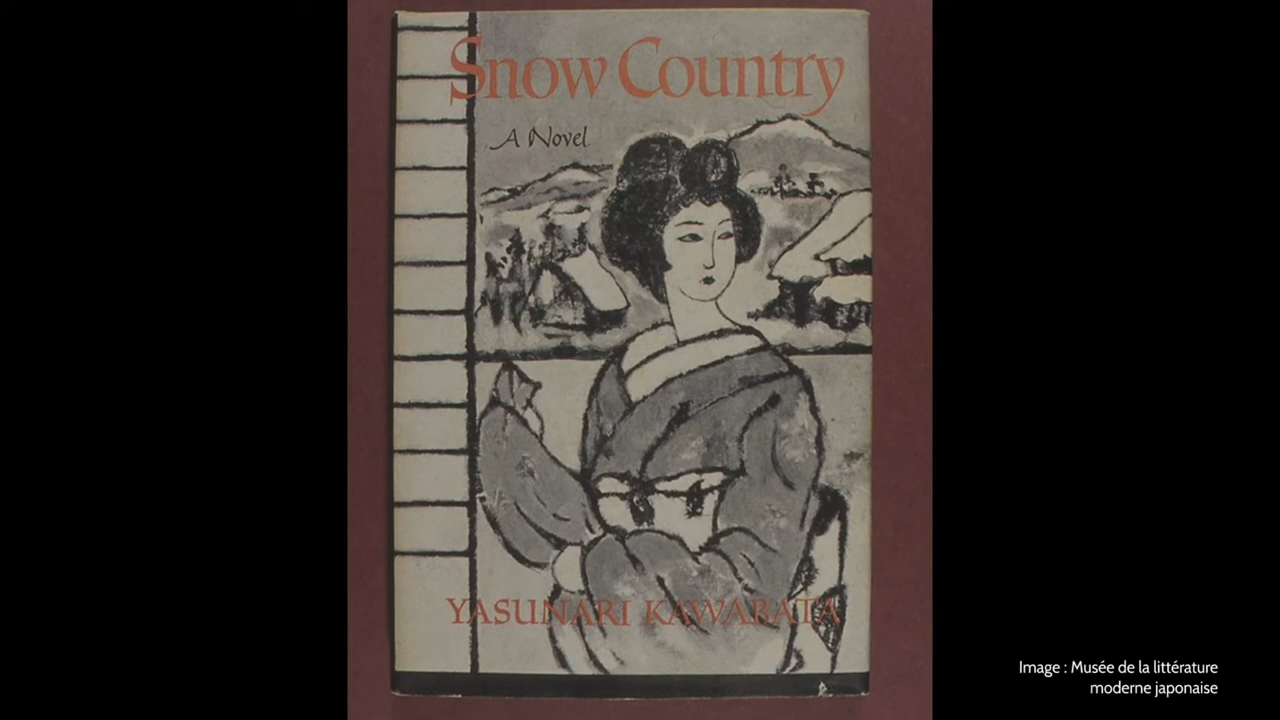 Snow Country
A Novel
YASUNARI KAWABATA
Image : Musée de la littérature
moderne japonaise